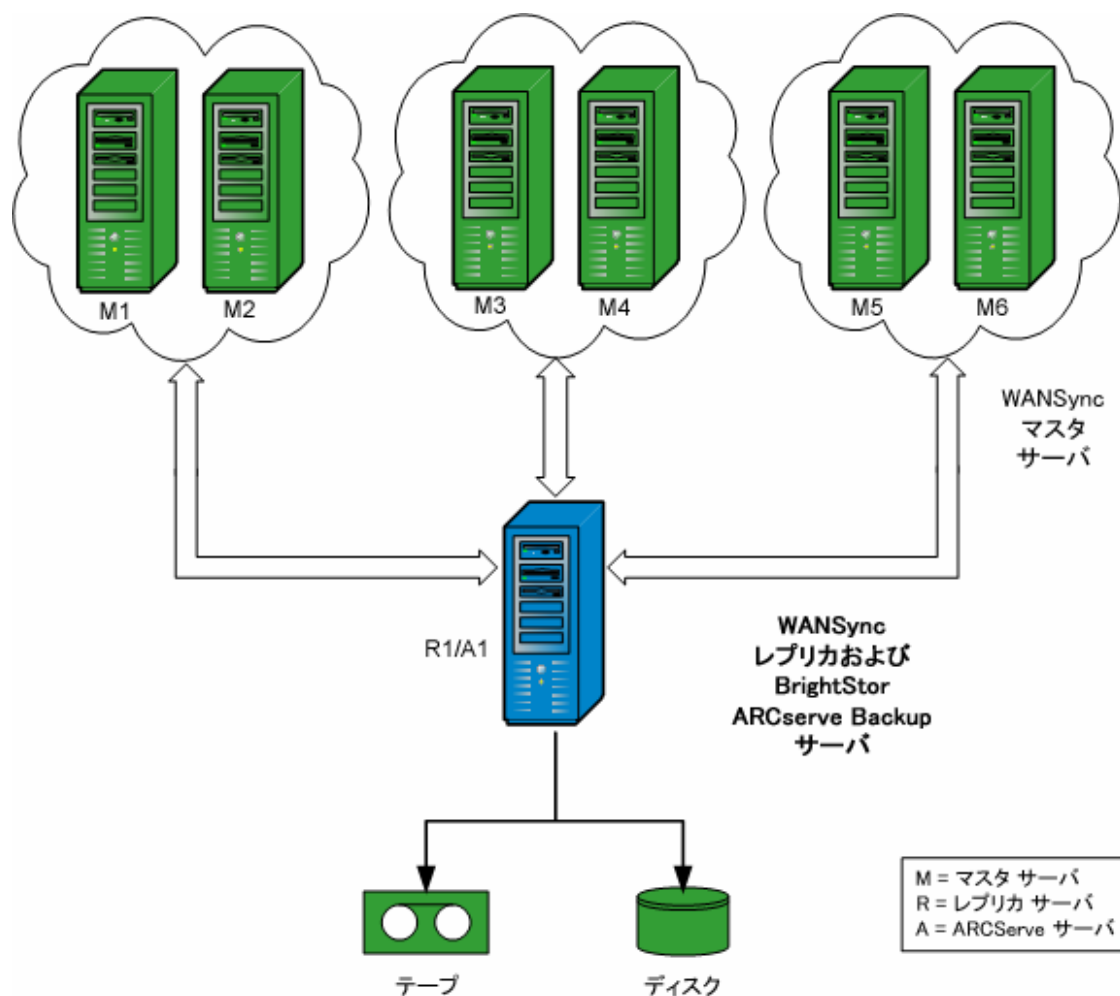 M1
M2
M3
M4
M5
M6
WANSync
マスタ
サーバ
R1/A1
WANSync
レプリカおよび
BrightStor
ARCserve Backup
サーバ
M = マスタ サーバ
R = レプリカ サーバ
A = ARCServe サーバ
テープ
ディスク